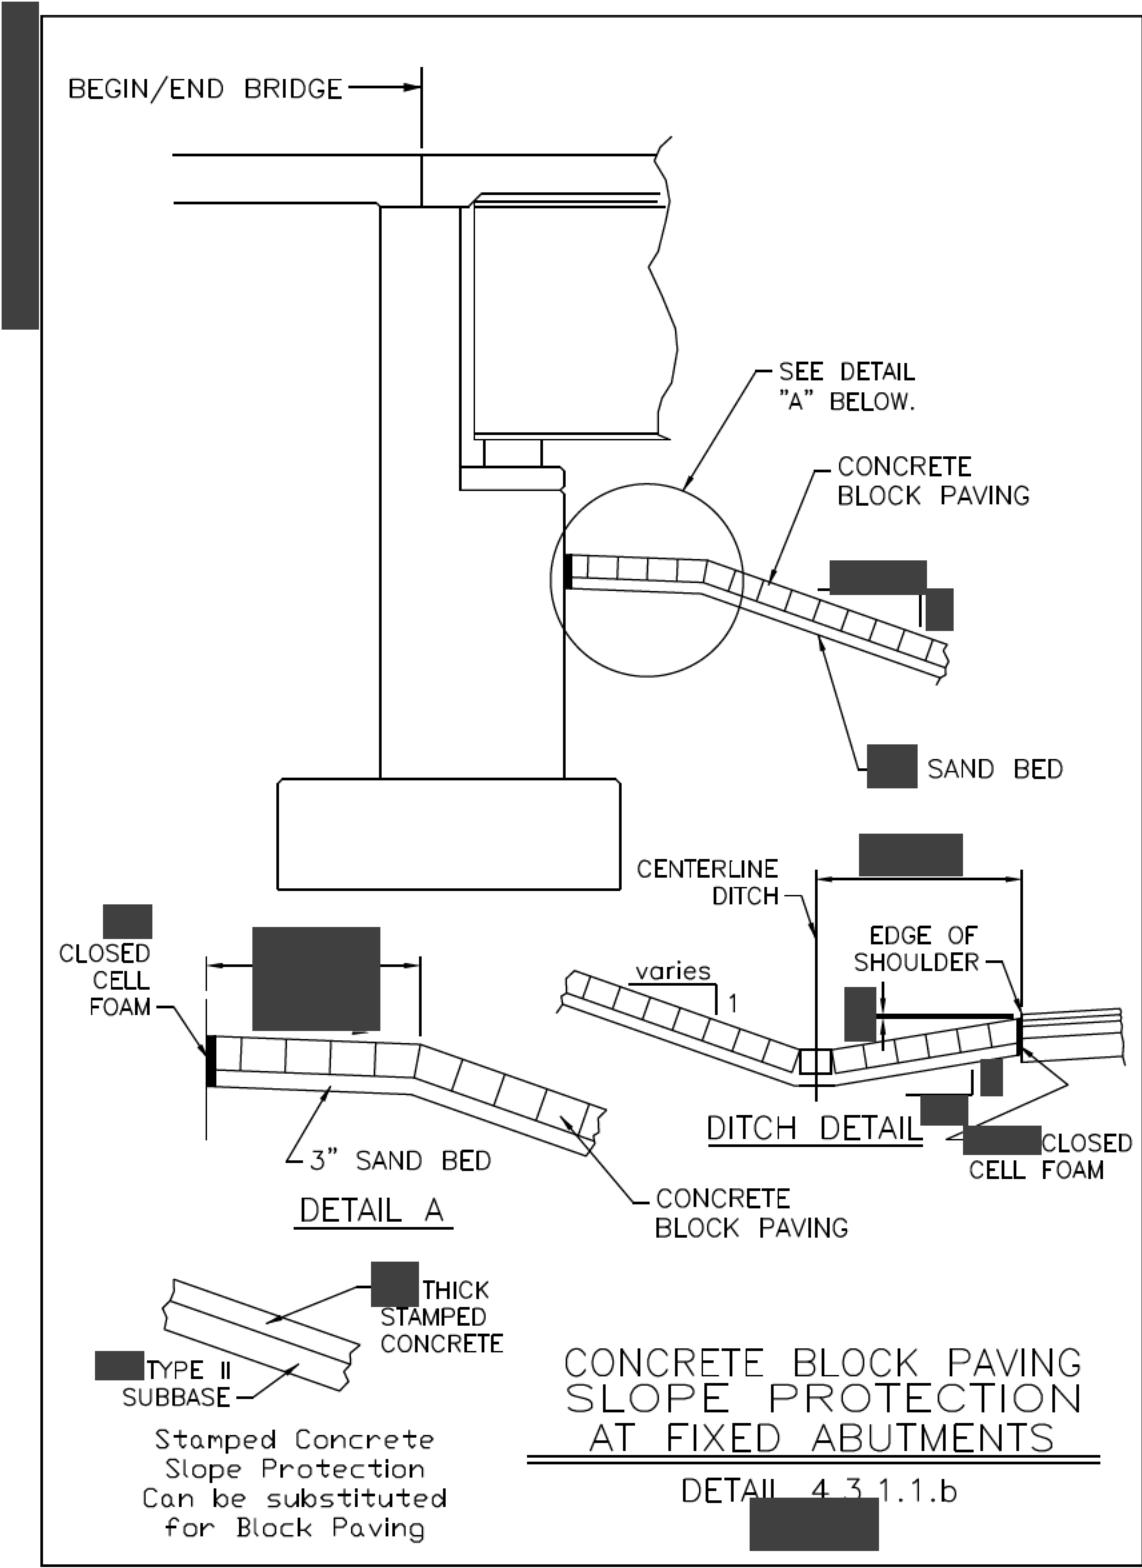 BEGIN/END BRIDGE
SEE DETAIL
"A" BELOW.
CONCRETE
BLOCK PAVING
SAND BED
CENTERLINE
DITCH
EDGE OF
SHOULDER
varies
1
DITCH DETAIL
CLOSED
CELL FOAM
CLOSED
CELL
FOAM
3" SAND BED
DETAIL A
CONCRETE
BLOCK PAVING
THICK
STAMPED
CONCRETE
TYPE II
SUBBASE
Stamped Concrete
Slope Protection
Can be substituted
for Block Paving
CONCRETE BLOCK PAVING
SLOPE PROTECTION
AT FIXED ABUTMENTS
DETAIL 4.3.1.1.b